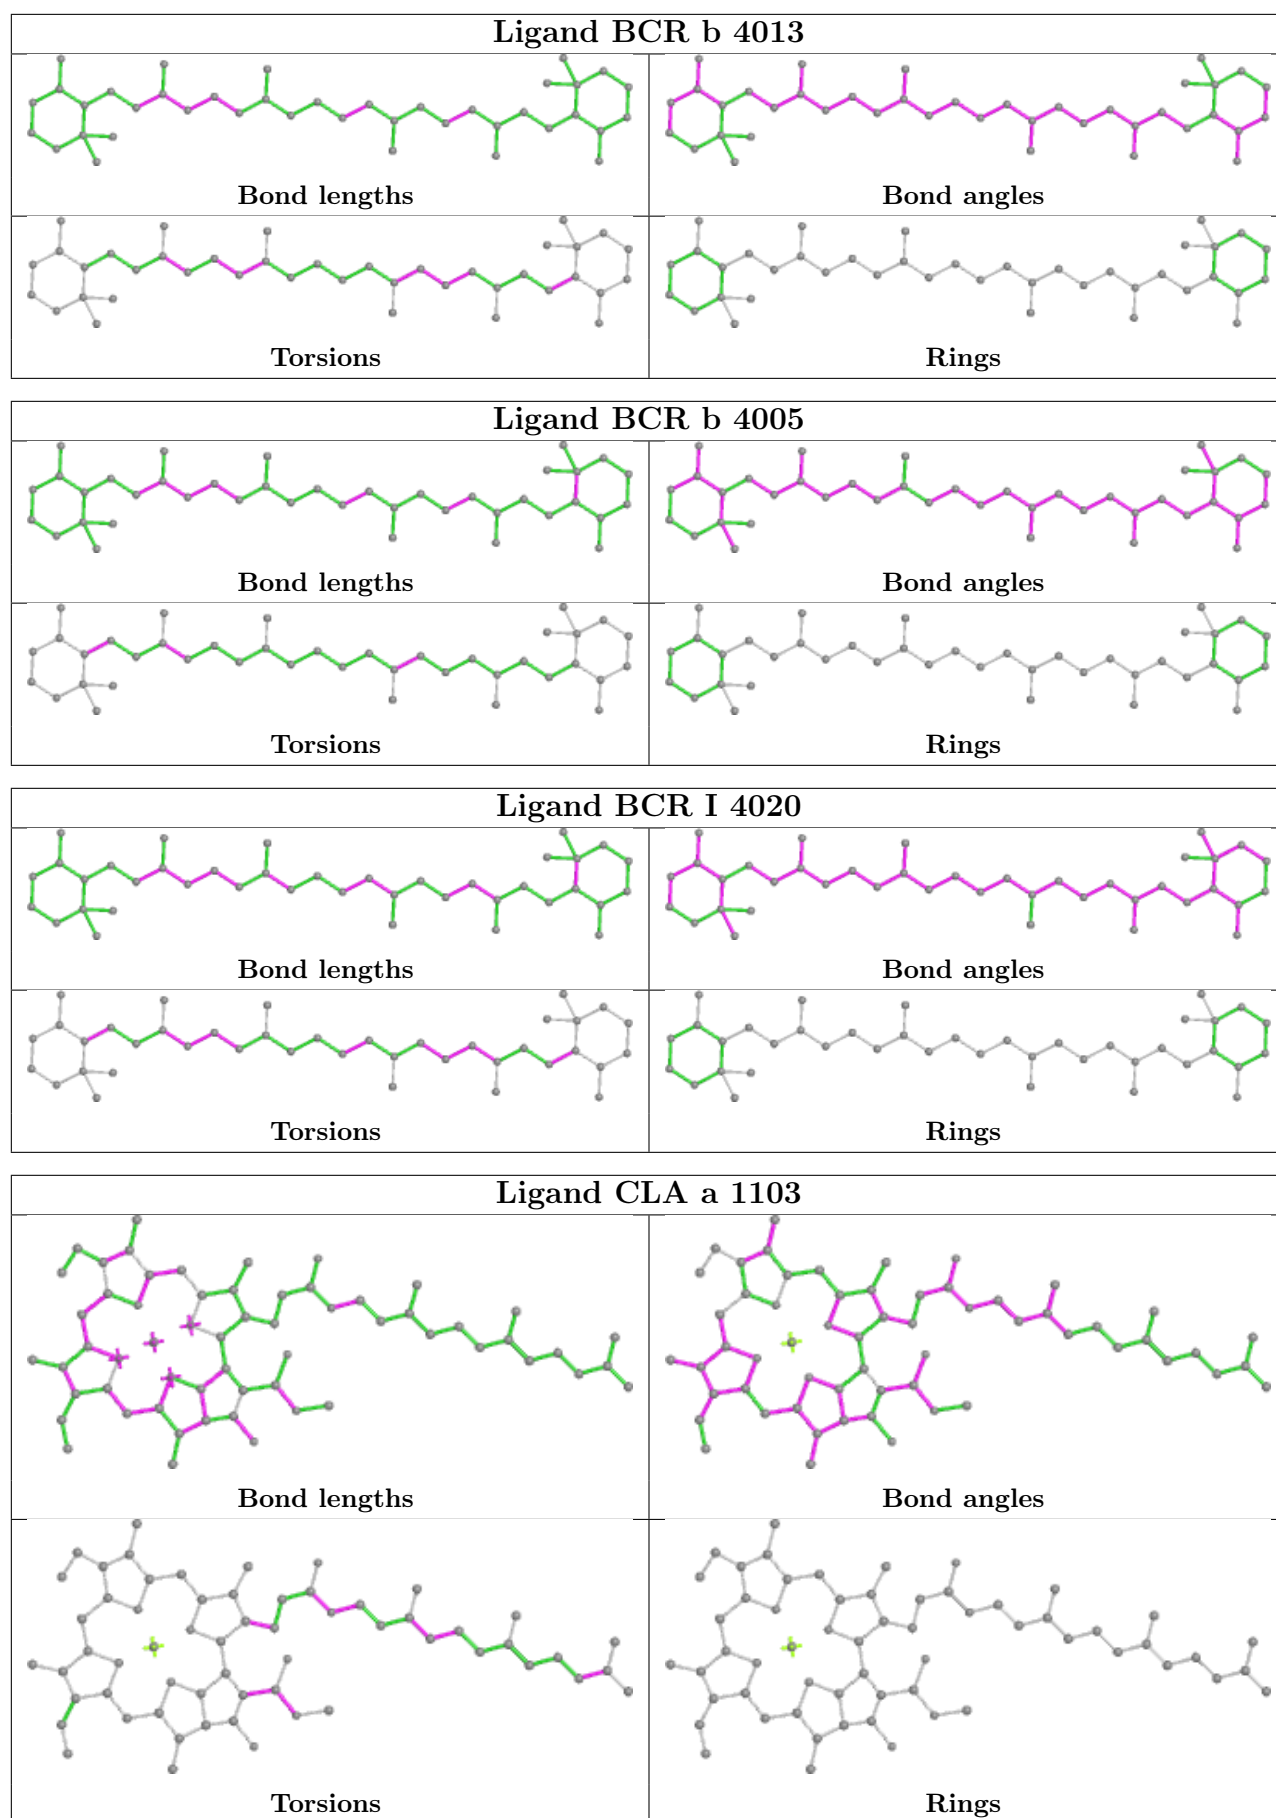 Ligand BCR b 4013
Bond lengths
Bond angles
Torsions
Rings
Ligand BCR b 4005
Bond lengths
Bond angles
Torsions
Rings
Ligand BCR I 4020
Bond lengths
Bond angles
Torsions
Rings
Ligand CLA a 1103
Bond lengths
Bond angles
Torsions
Rings